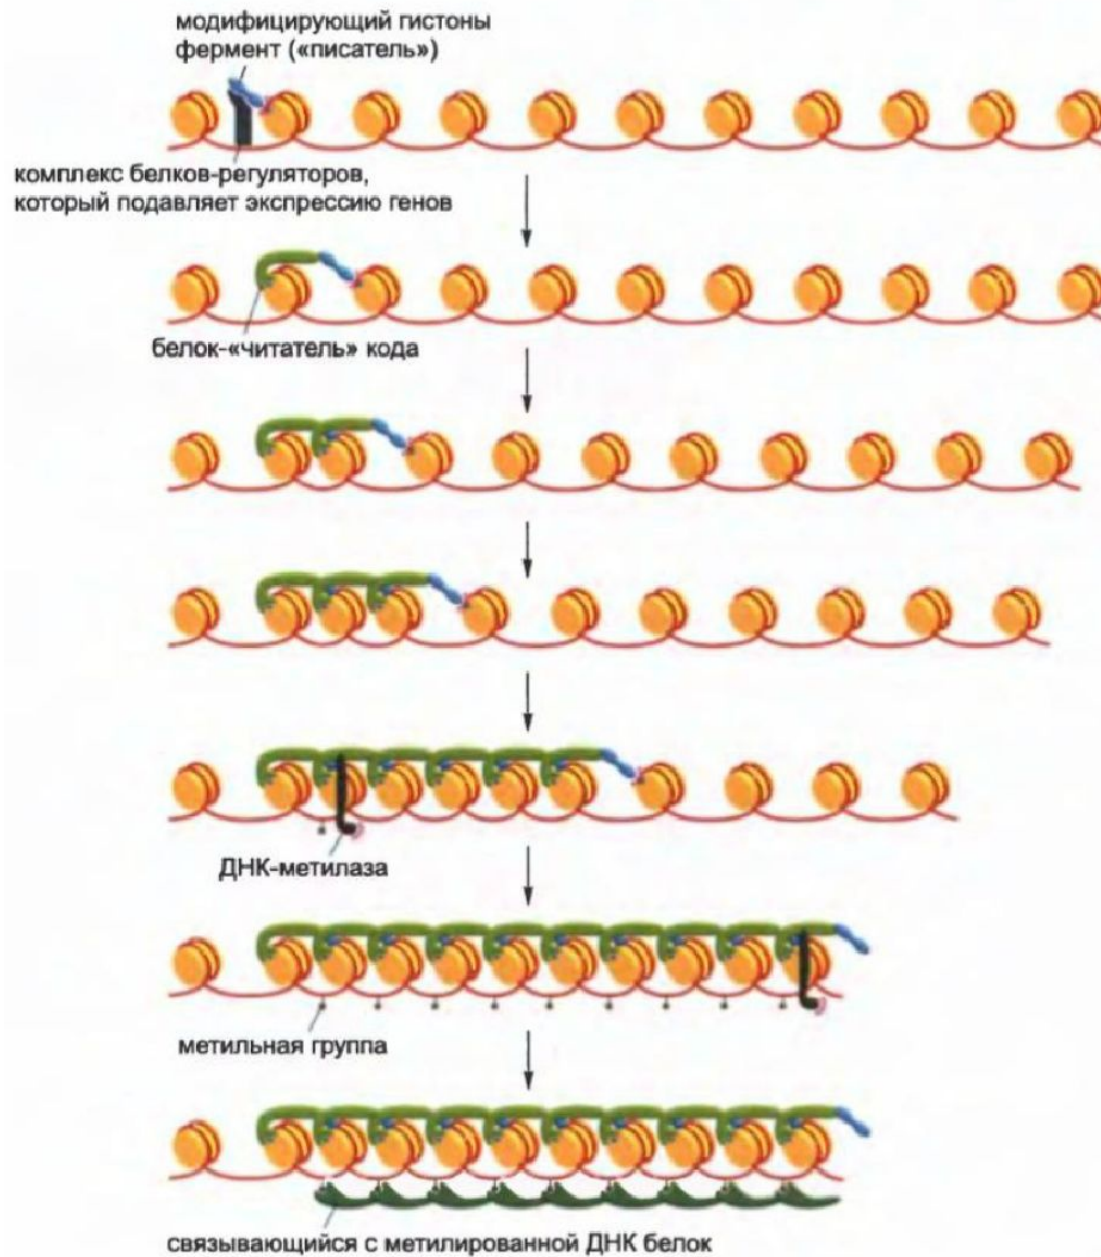 модифицирующий гистоны
фермент («писатель»)
комплекс белков-регуляторов,
который подавляет экспрессию генов
белок-«читатель» кода
ДНК-метилаза
метильная группа
связывающийся с метилированной ДНК белок